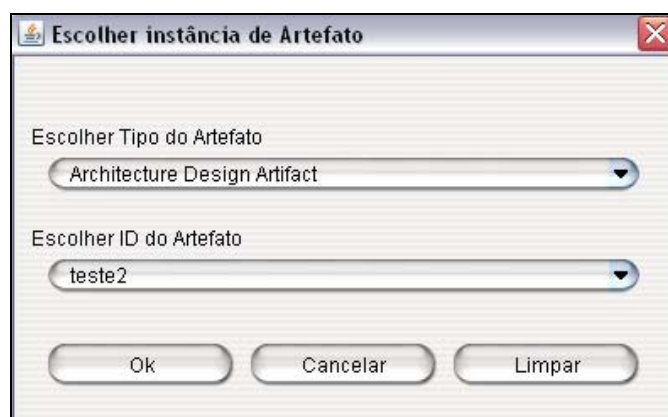 Escolher instância de Artefato
Escolher Tipo do Artefato
Architecture Design Artifact
Escolher ID do Artefato
teste2
Ok Cancelar Limpar